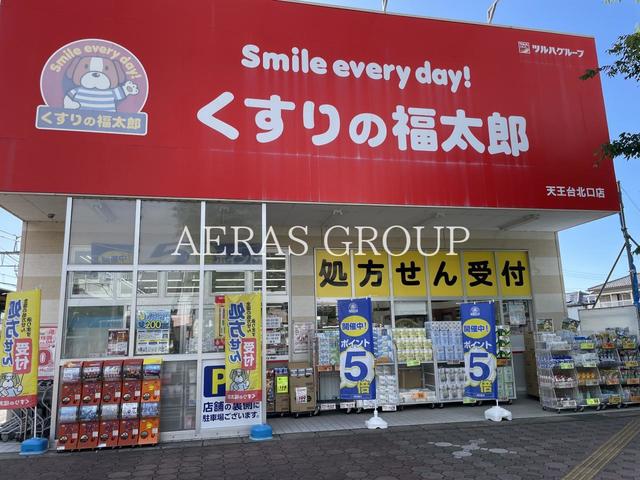 Smile every day!
くすりの福太郎
Smile every day!
ツルハグループ
くすりの福太郎
天王台北口店
AERAS GROUP
処方せん受付
処方せん
受付
処方せん
受付
開催中!
ポイント
5倍
開催中!
ポイント
5倍
200
P
店舗の裏側に
駐車場ございます。